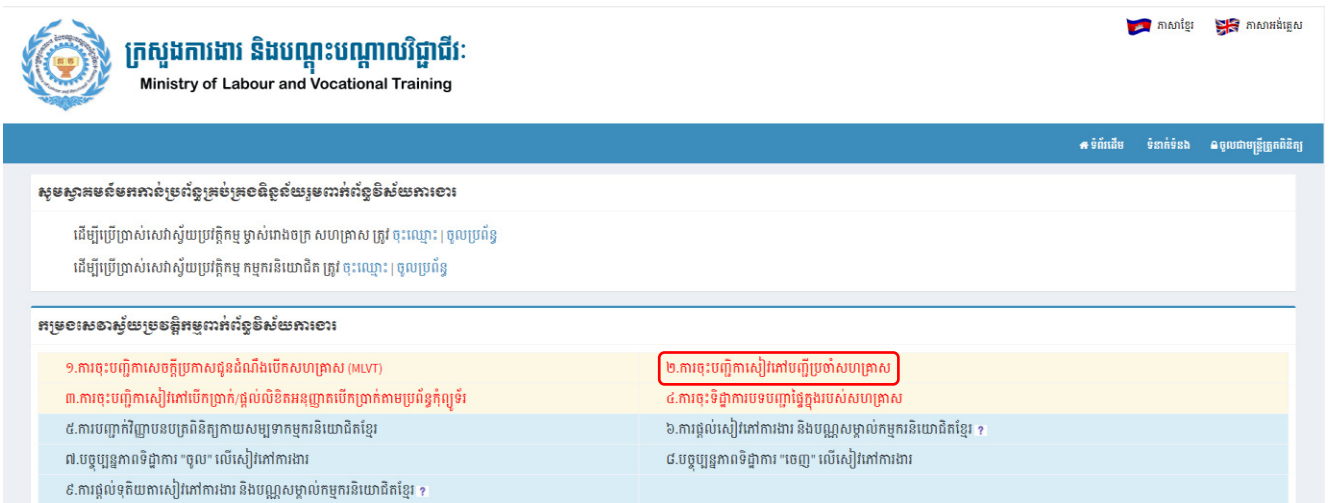 ភាសាខ្មែរ ភាសាអង់គ្លេស
ក្រសួងការងារ និងបណ្តុះបណ្តាលវិជ្ជាជីវៈ
Ministry of Labour and Vocational Training
ទំព័រដើម ទំនាក់ទំនង ចូលជាមន្ត្រីត្រួតពិនិត្យ
សូមស្វាគមន៍មកកាន់ប្រព័ន្ធគ្រប់គ្រងទិន្នន័យរួមពាក់ព័ន្ធវិស័យការងារ
ដើម្បីប្រើប្រាស់សេវាស្វ័យប្រវត្តិកម្ម ម្ចាស់រោងចក្រ សហគ្រាស ត្រូវ ចុះឈ្មោះ | ចូលប្រព័ន្ធ
ដើម្បីប្រើប្រាស់សេវាស្វ័យប្រវត្តិកម្ម កម្មករនិយោជិត ត្រូវ ចុះឈ្មោះ | ចូលប្រព័ន្ធ
កម្រងសេវាស្វ័យប្រវត្តិកម្មពាក់ព័ន្ធវិស័យការងារ
១.ការចុះបញ្ជិកាសេចក្តីប្រកាសជូនដំណឹងបើកសហគ្រាស (MLVT)
២.ការចុះបញ្ជិកាសៀវភៅបញ្ជីប្រចាំសហគ្រាស
៣.ការចុះបញ្ជិកាសៀវភៅបើកប្រាក់/ផ្តល់លិខិតអនុញ្ញាតបើកប្រាក់តាមប្រព័ន្ធកុំព្យូទ័រ
៤.ការចុះទិដ្ឋាការបទបញ្ជាផ្ទៃក្នុងរបស់សហគ្រាស
៥.ការបញ្ជាក់វិញ្ញាបនបត្រពិនិត្យកាយសម្បទាកម្មករនិយោជិតខ្មែរ
៦.ការផ្តល់សៀវភៅការងារ និងបណ្ណសម្គាល់កម្មករនិយោជិតខ្មែរ ?
៧.បច្ចុប្បន្នភាពទិដ្ឋាការ "ចូល" លើសៀវភៅការងារ
៨.បច្ចុប្បន្នភាពទិដ្ឋាការ "ចេញ" លើសៀវភៅការងារ
៩.ការផ្តល់ទុតិយតាសៀវភៅការងារ និងបណ្ណសម្គាល់កម្មករនិយោជិតខ្មែរ ?